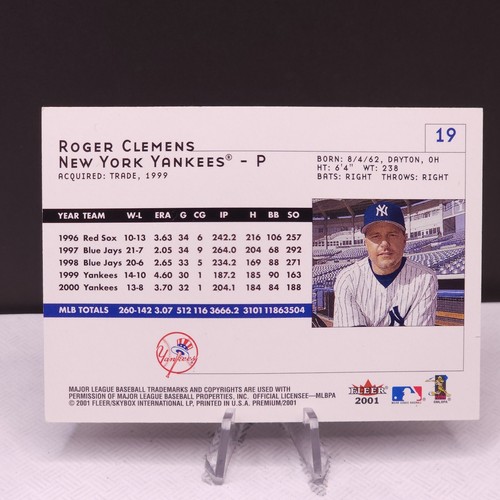 19
ROGER CLEMENS
NEW YORK YANKEES® - P
ACQUIRED: TRADE, 1999
BORN: 8/4/62, DAYTON, OH
HT: 6'4" WT: 238
BATS: RIGHT THROWS: RIGHT
YEAR TEAM W-L ERA G CG IP H BB SO
1996 Red Sox 10-13 3.63 34 6 242.2 216 106 257
1997 Blue Jays 21-7 2.05 34 9 264.0 204 68 292
1998 Blue Jays 20-6 2.65 33 5 234.2 169 88 271
1999 Yankees 14-10 4.60 30 1 187.2 185 90 163
2000 Yankees 13-8 3.70 32 1 204.1 184 84 188
MLB TOTALS 260-142 3.07 512 116 3666.2 3101 1186 3504
NY
Yankees
MAJOR LEAGUE BASEBALL TRADEMARKS AND COPYRIGHTS ARE USED WITH
PERMISSION OF MAJOR LEAGUE BASEBALL PROPERTIES, INC. OFFICIAL LICENSEE—MLBPA
© 2001 FLEER/SKYBOX INTERNATIONAL LP, PRINTED IN U.S.A. PREMIUM/2001
FLEER
2001